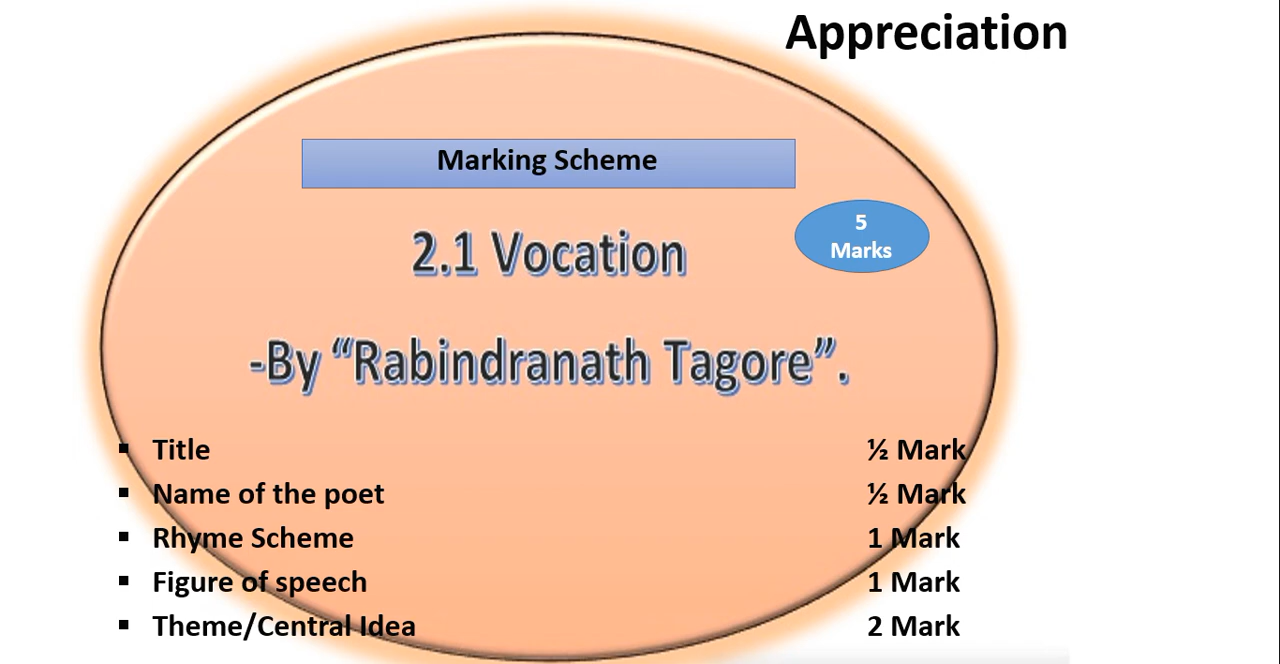 Appreciation
Marking Scheme
5
Marks
2.1 Vocation
-By “Rabindranath Tagore”.
▪ Title ½ Mark
▪ Name of the poet ½ Mark
▪ Rhyme Scheme 1 Mark
▪ Figure of speech 1 Mark
▪ Theme/Central Idea 2 Mark